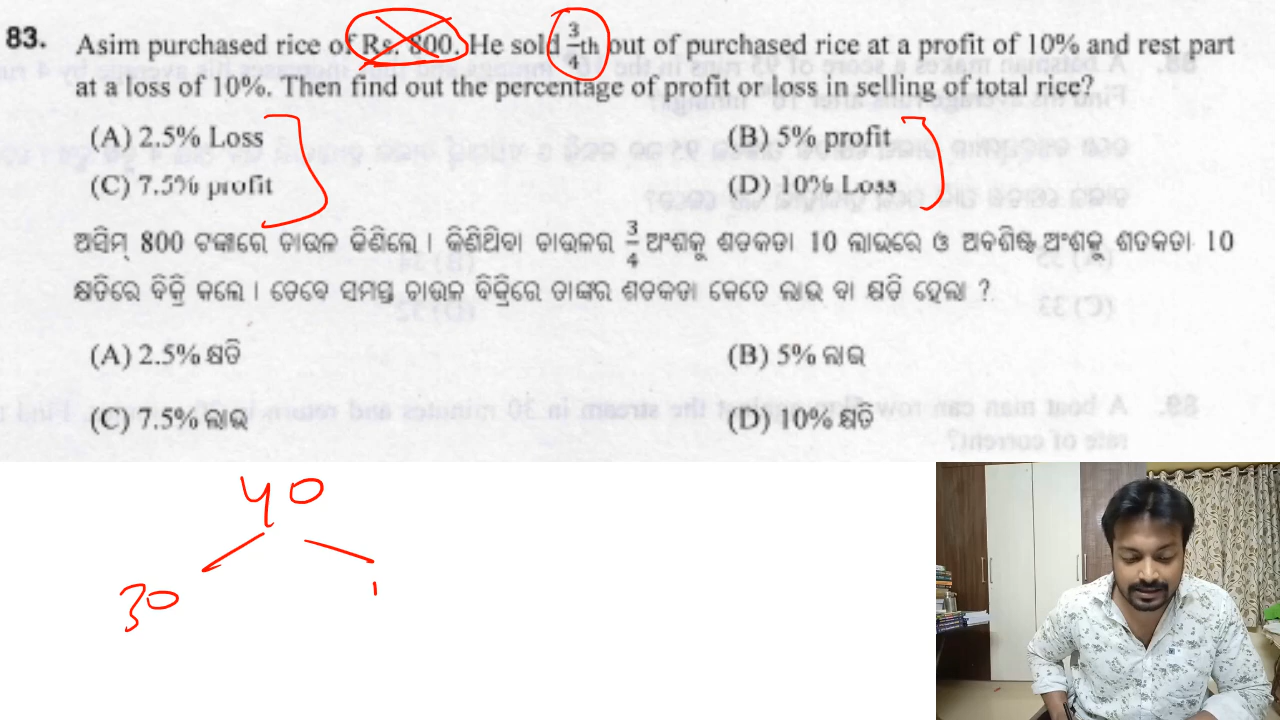 83. Asim purchased rice of Rs. 800. He sold 3/4 th out of purchased rice at a profit of 10% and rest part
at a loss of 10%. Then find out the percentage of profit or loss in selling of total rice?
(A) 2.5% Loss (B) 5% profit
(C) 7.5% profit (D) 10% Loss
ଅସିମ୍ 800 ଟଙ୍କାରେ ଚାଉଳ କିଣିଲେ । କିଣିଥିବା ଚାଉଳର 3/4 ଅଂଶକୁ ଶତକଡା 10 ଲାଭରେ ଓ ଅବଶିଷ୍ଟ ଅଂଶକୁ ଶତକଡା 10
କ୍ଷତିରେ ବିକ୍ରି କଲେ । ତେବେ ସମସ୍ତ ଚାଉଳ ବିକ୍ରିରେ ତାଙ୍କର ଶତକଡା କେତେ ଲାଭ ବା କ୍ଷତି ହେଲା ?
(A) 2.5% କ୍ଷତି (B) 5% ଲାଭ
(C) 7.5% ଲାଭ (D) 10% କ୍ଷତି
40
30